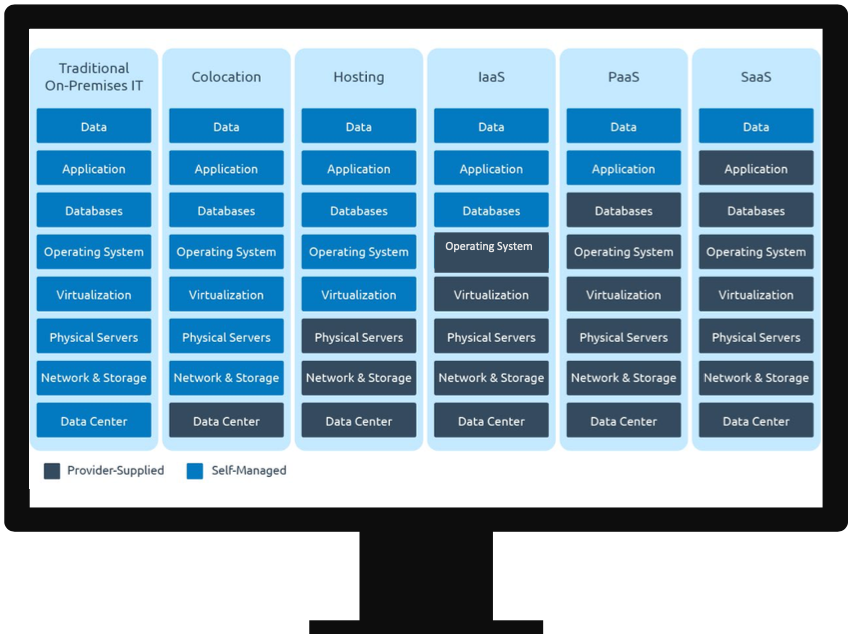 Traditional
On-Premises IT
Colocation
Hosting
IaaS
PaaS
SaaS
Data
Data
Data
Data
Data
Data
Application
Application
Application
Application
Application
Application
Databases
Databases
Databases
Databases
Databases
Databases
Operating System
Operating System
Operating System
Operating System
Operating System
Operating System
Virtualization
Virtualization
Virtualization
Virtualization
Virtualization
Virtualization
Physical Servers
Physical Servers
Physical Servers
Physical Servers
Physical Servers
Physical Servers
Network & Storage
Network & Storage
Network & Storage
Network & Storage
Network & Storage
Network & Storage
Data Center
Data Center
Data Center
Data Center
Data Center
Data Center
Provider-Supplied
Self-Managed